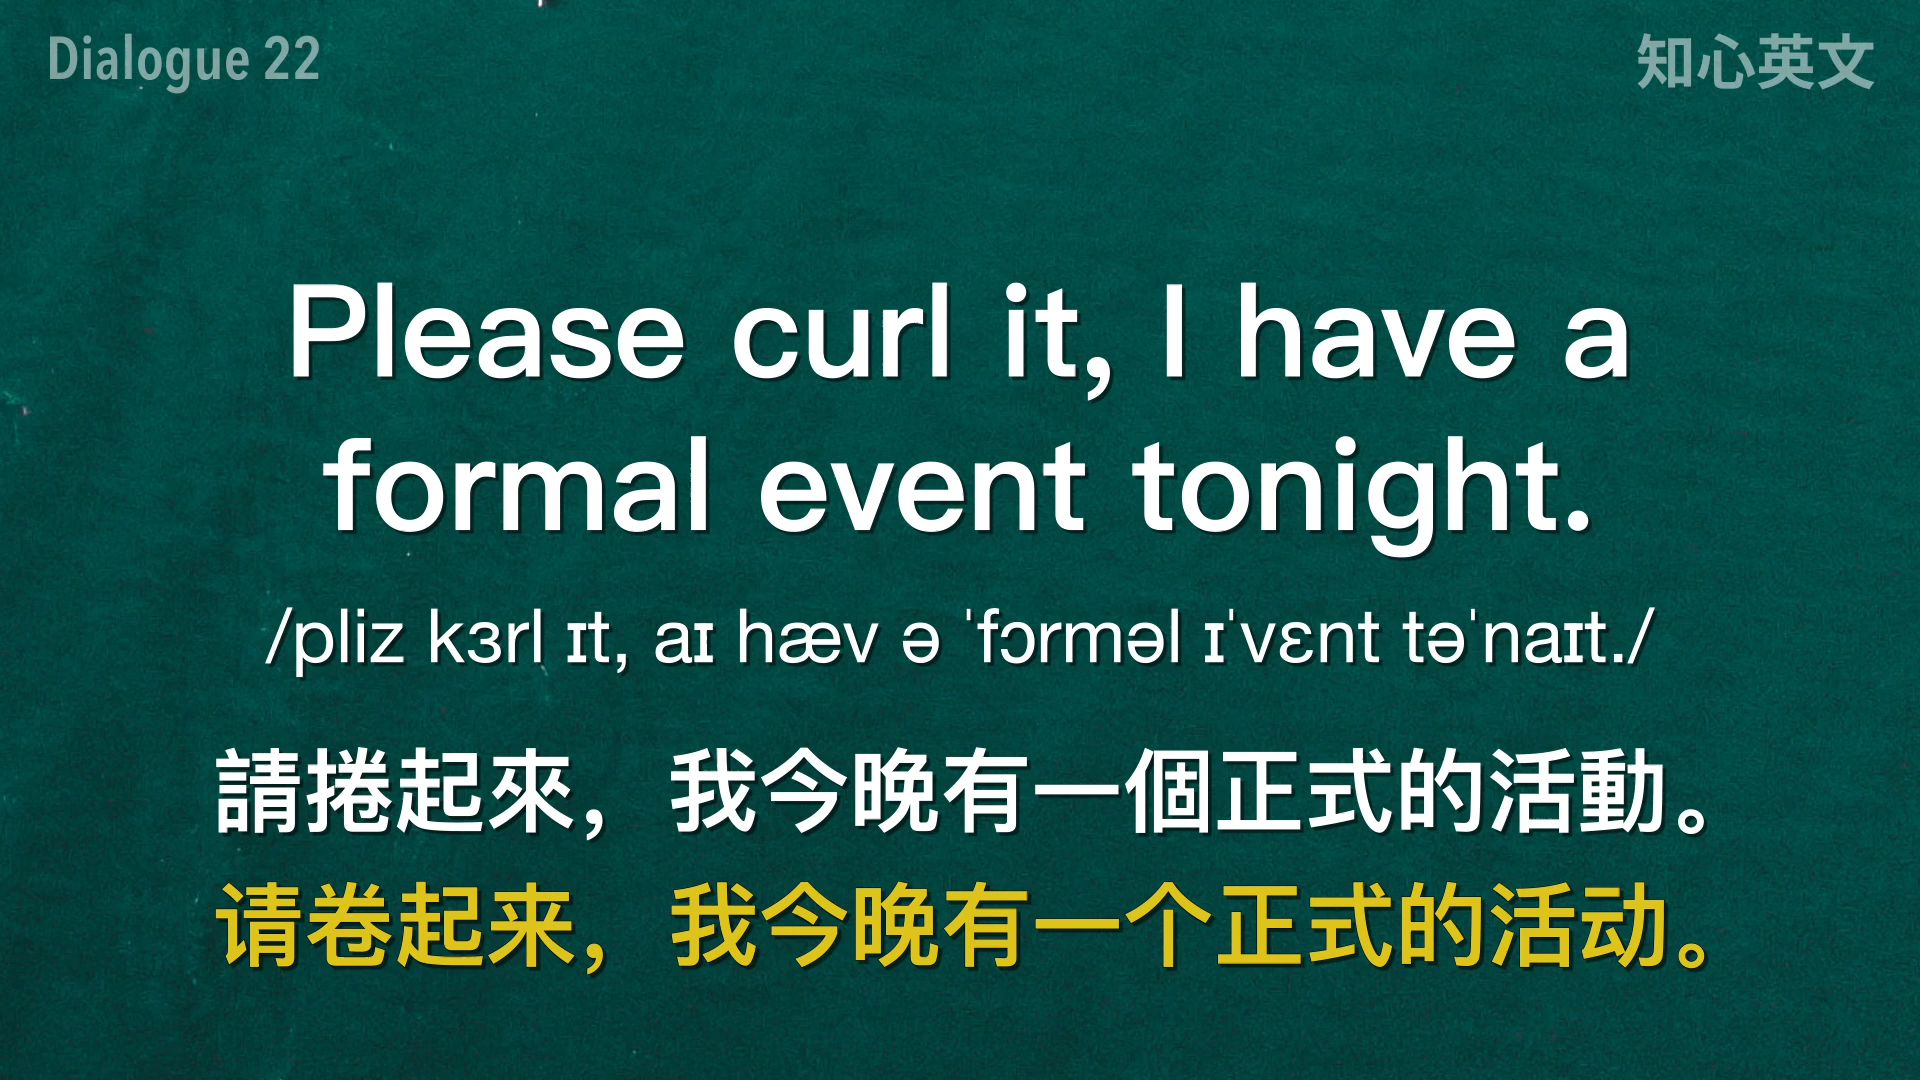 Dialogue 22
知心英文
Please curl it, I have a
formal event tonight.
/pliz kɜrl ɪt, aɪ hæv ə ˈfɔrməl ɪˈvɛnt təˈnaɪt./
請捲起來，我今晚有一個正式的活動。
请卷起来，我今晚有一个正式的活动。